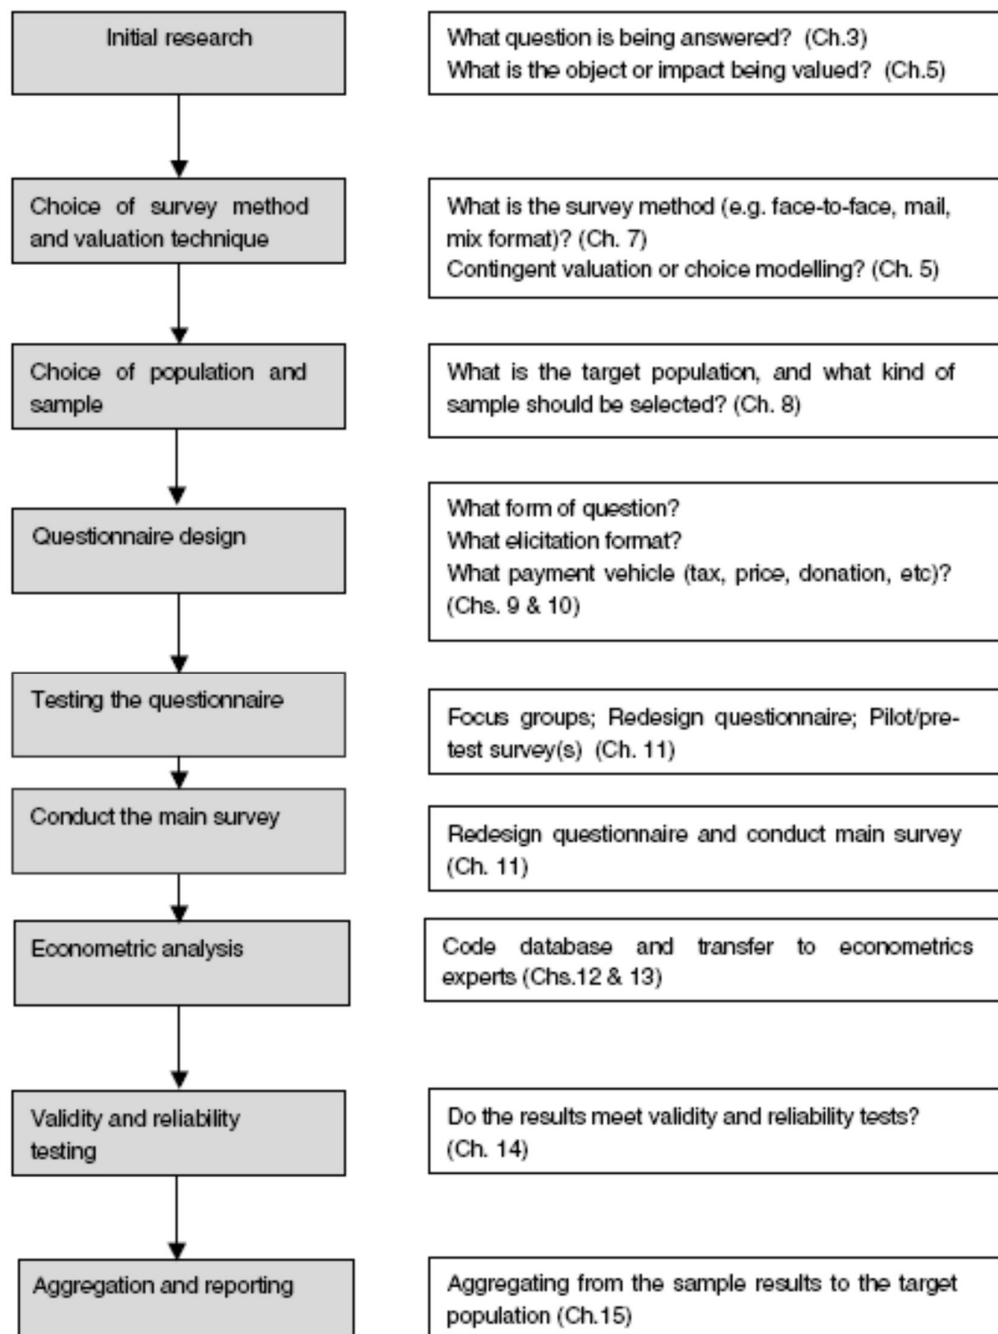 Initial research
What question is being answered? (Ch.3)
What is the object or impact being valued? (Ch.5)
Choice of survey method
and valuation technique
What is the survey method (e.g. face-to-face, mail,
mix format)? (Ch. 7)
Contingent valuation or choice modelling? (Ch. 5)
Choice of population and
sample
What is the target population, and what kind of
sample should be selected? (Ch. 8)
Questionnaire design
What form of question?
What elicitation format?
What payment vehicle (tax, price, donation, etc)?
(Chs. 9 & 10)
Testing the questionnaire
Focus groups; Redesign questionnaire; Pilot/pre-
test survey(s) (Ch. 11)
Conduct the main survey
Redesign questionnaire and conduct main survey
(Ch. 11)
Econometric analysis
Code database and transfer to econometrics
experts (Chs.12 & 13)
Validity and reliability
testing
Do the results meet validity and reliability tests?
(Ch. 14)
Aggregation and reporting
Aggregating from the sample results to the target
population (Ch.15)